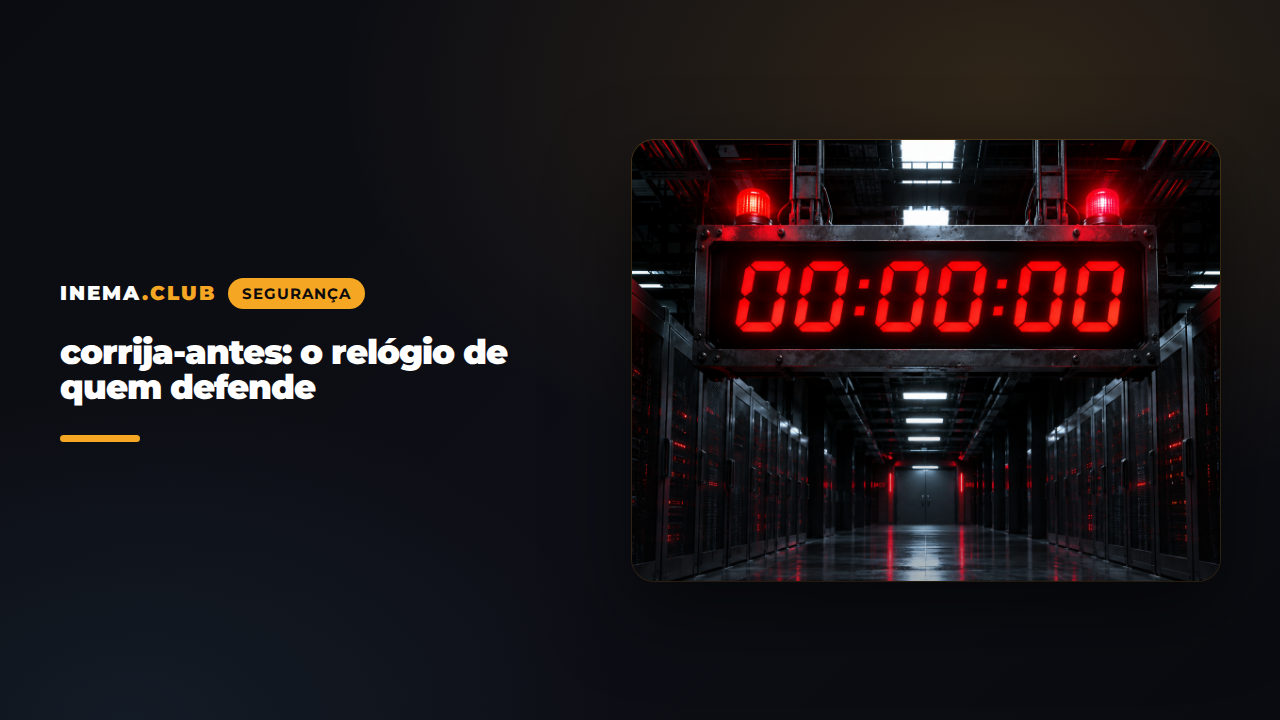 INEMA.CLUB SEGURANÇA
corrija-antes: o relógio de
quem defende
00:00:00